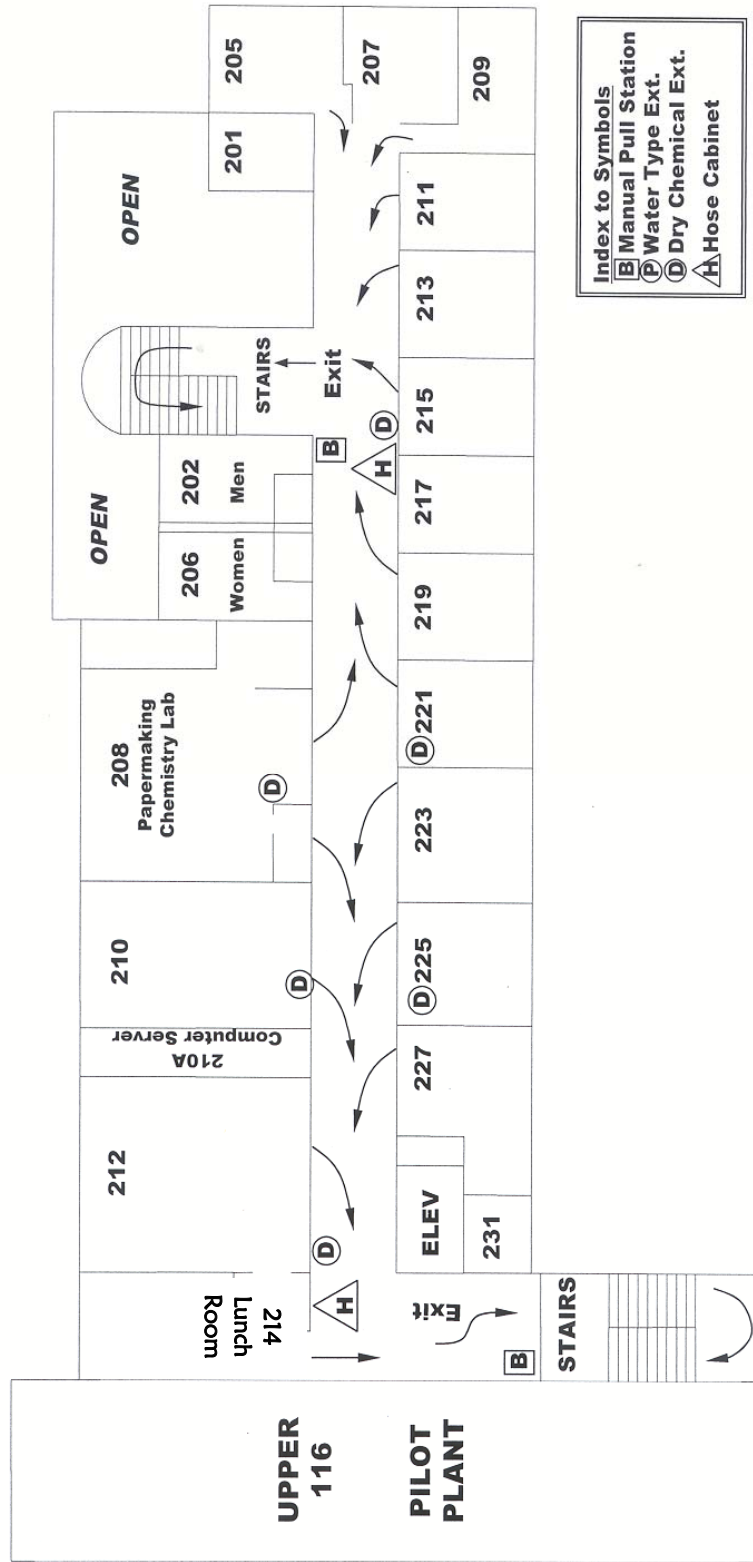 OPEN
OPEN
212
210
208
Papermaking
Chemistry Lab
206
Women
202
Men
201
205
210A
Computer Server
214
Lunch
Room
STAIRS
Exit
UPPER
116
PILOT
PLANT
H
D
D
D
B
H
D
207
Exit
B
STAIRS
ELEV
231
227
D
225
223
D
221
219
217
215
213
211
209
Index to Symbols
B Manual Pull Station
P Water Type Ext.
D Dry Chemical Ext.
H Hose Cabinet